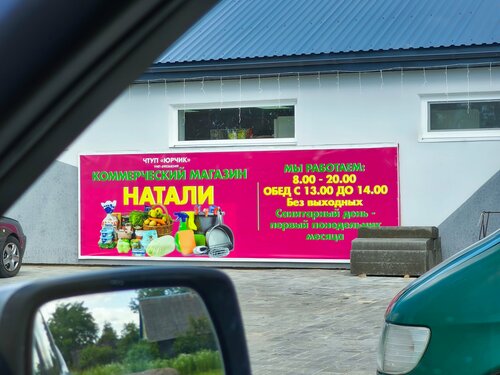 ЧТУП «ЮРЧИК»
КОММЕРЧЕСКИЙ МАГАЗИН
НАТАЛИ
МЫ РАБОТАЕМ:
8.00 - 20.00
ОБЕД С 13.00 ДО 14.00
Без выходных
Санитарный день -
первый понедельник
месяца